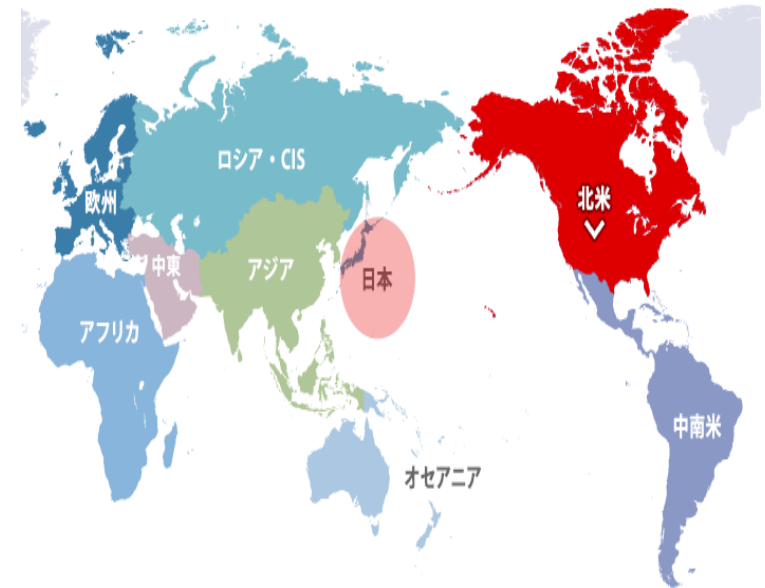 ロシア・CIS
北米
欧州
中東
アジア
日本
アフリカ
中南米
オセアニア